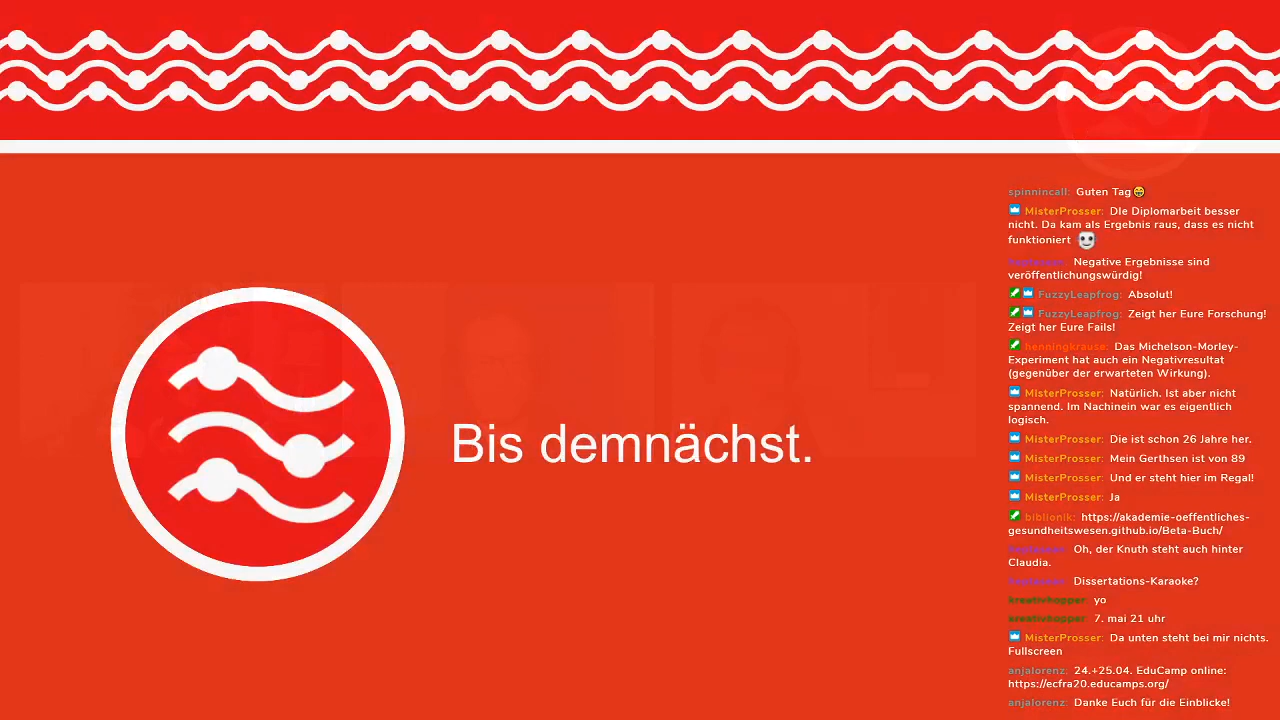 Bis demnächst.
spinnincall: Guten Tag
MisterProsser: DIe Diplomarbeit besser
nicht. Da kam als Ergebnis raus, dass es nicht
funktioniert
Negative Ergebnisse sind
veröffentlichungswürdig!
FuzzyLeapfrog: Absolut!
FuzzyLeapfrog: Zeigt her Eure Forschung!
Zeigt her Eure Fails!
henningkrause: Das Michelson-Morley-
Experiment hat auch ein Negativresultat
(gegenüber der erwarteten Wirkung).
MisterProsser: Natürlich. Ist aber nicht
spannend. Im Nachinein war es eigentlich
logisch.
MisterProsser: Die ist schon 26 Jahre her.
MisterProsser: Mein Gerthsen ist von 89
MisterProsser: Und er steht hier im Regal!
MisterProsser: Ja
biblionik: https://akademie-oeffentliches-
gesundheitswesen.github.io/Beta-Buch/
Oh, der Knuth steht auch hinter
Claudia.
Dissertations-Karaoke?
kreativkopper: yo
kreativkopper: 7. mai 21 uhr
MisterProsser: Da unten steht bei mir nichts.
Fullscreen
anjalorenz: 24.+25.04. EduCamp online:
https://ecfra20.educamps.org/
anjalorenz: Danke Euch für die Einblicke!